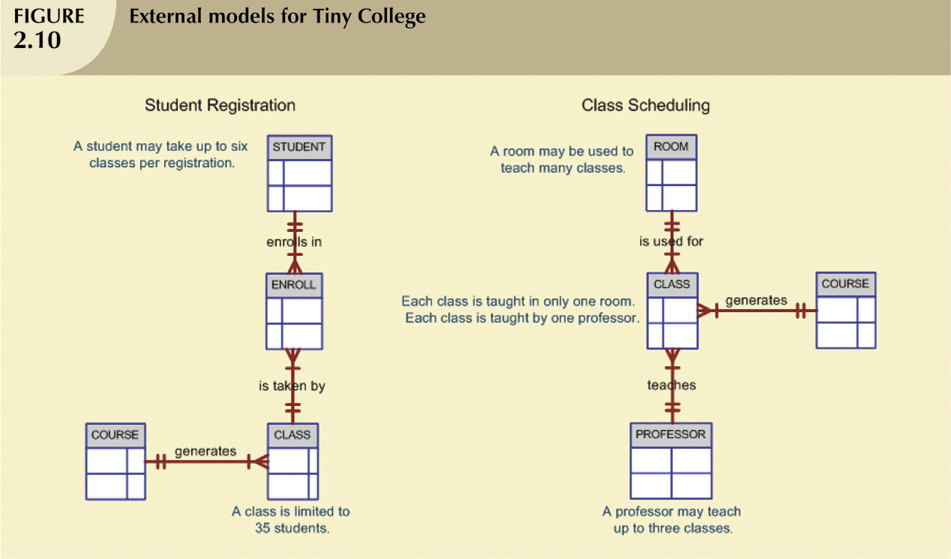 FIGURE
2.10
External models for Tiny College
Student Registration
A student may take up to six
classes per registration.
STUDENT
enrolls in
ENROLL
is taken by
COURSE
generates
CLASS
A class is limited to
35 students.
Class Scheduling
A room may be used to
teach many classes.
ROOM
is used for
Each class is taught in only one room.
Each class is taught by one professor.
CLASS
generates
COURSE
teaches
PROFESSOR
A professor may teach
up to three classes.